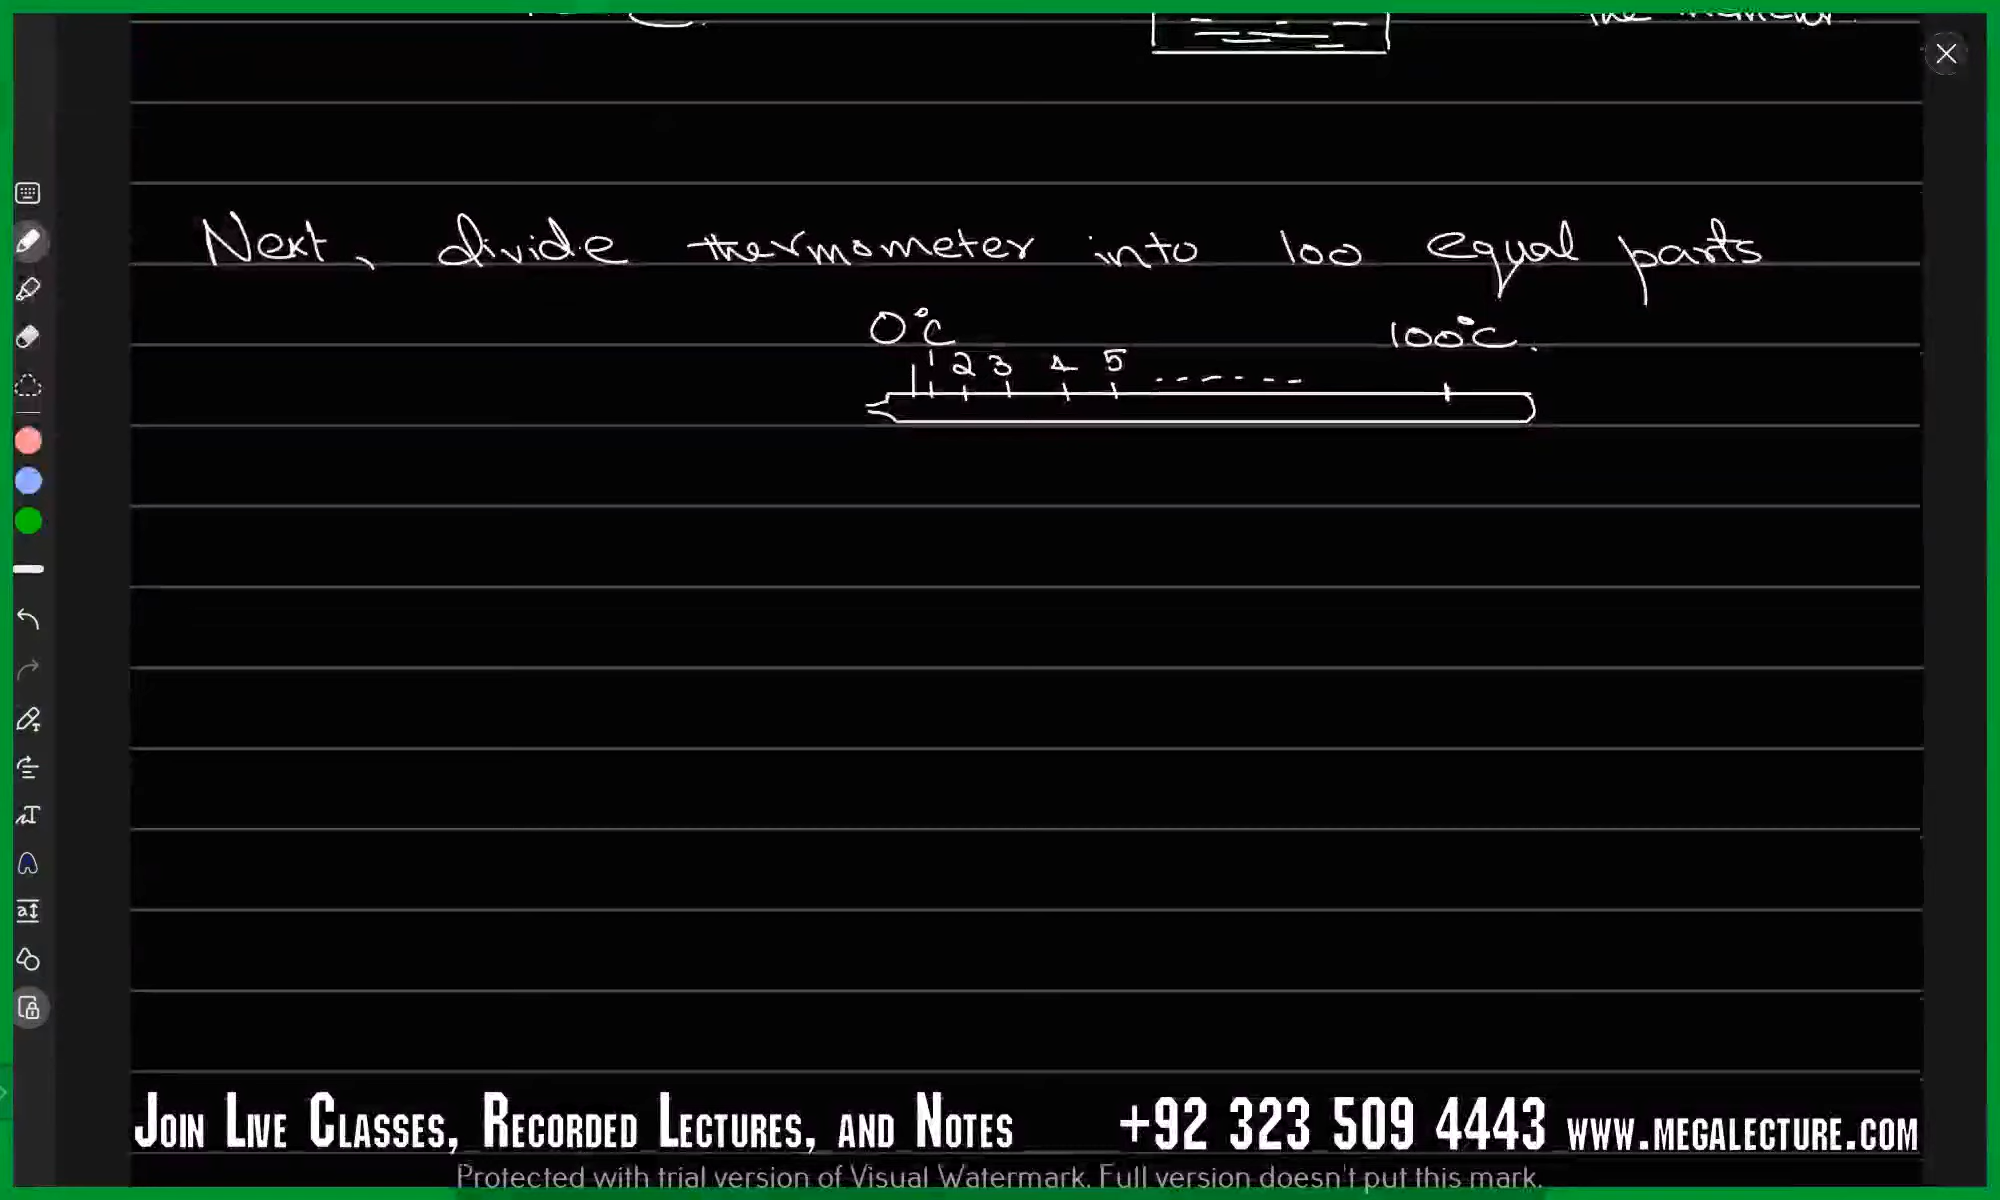 Next, divide thermometer into 100 equal parts
0°C 100°C.
1 2 3 4 5 -------
JOIN LIVE CLASSES, RECORDED LECTURES, AND NOTES +92 323 509 4443 WWW.MEGALECTURE.COM
Protected with trial version of Visual Watermark. Full version doesn't put this mark.